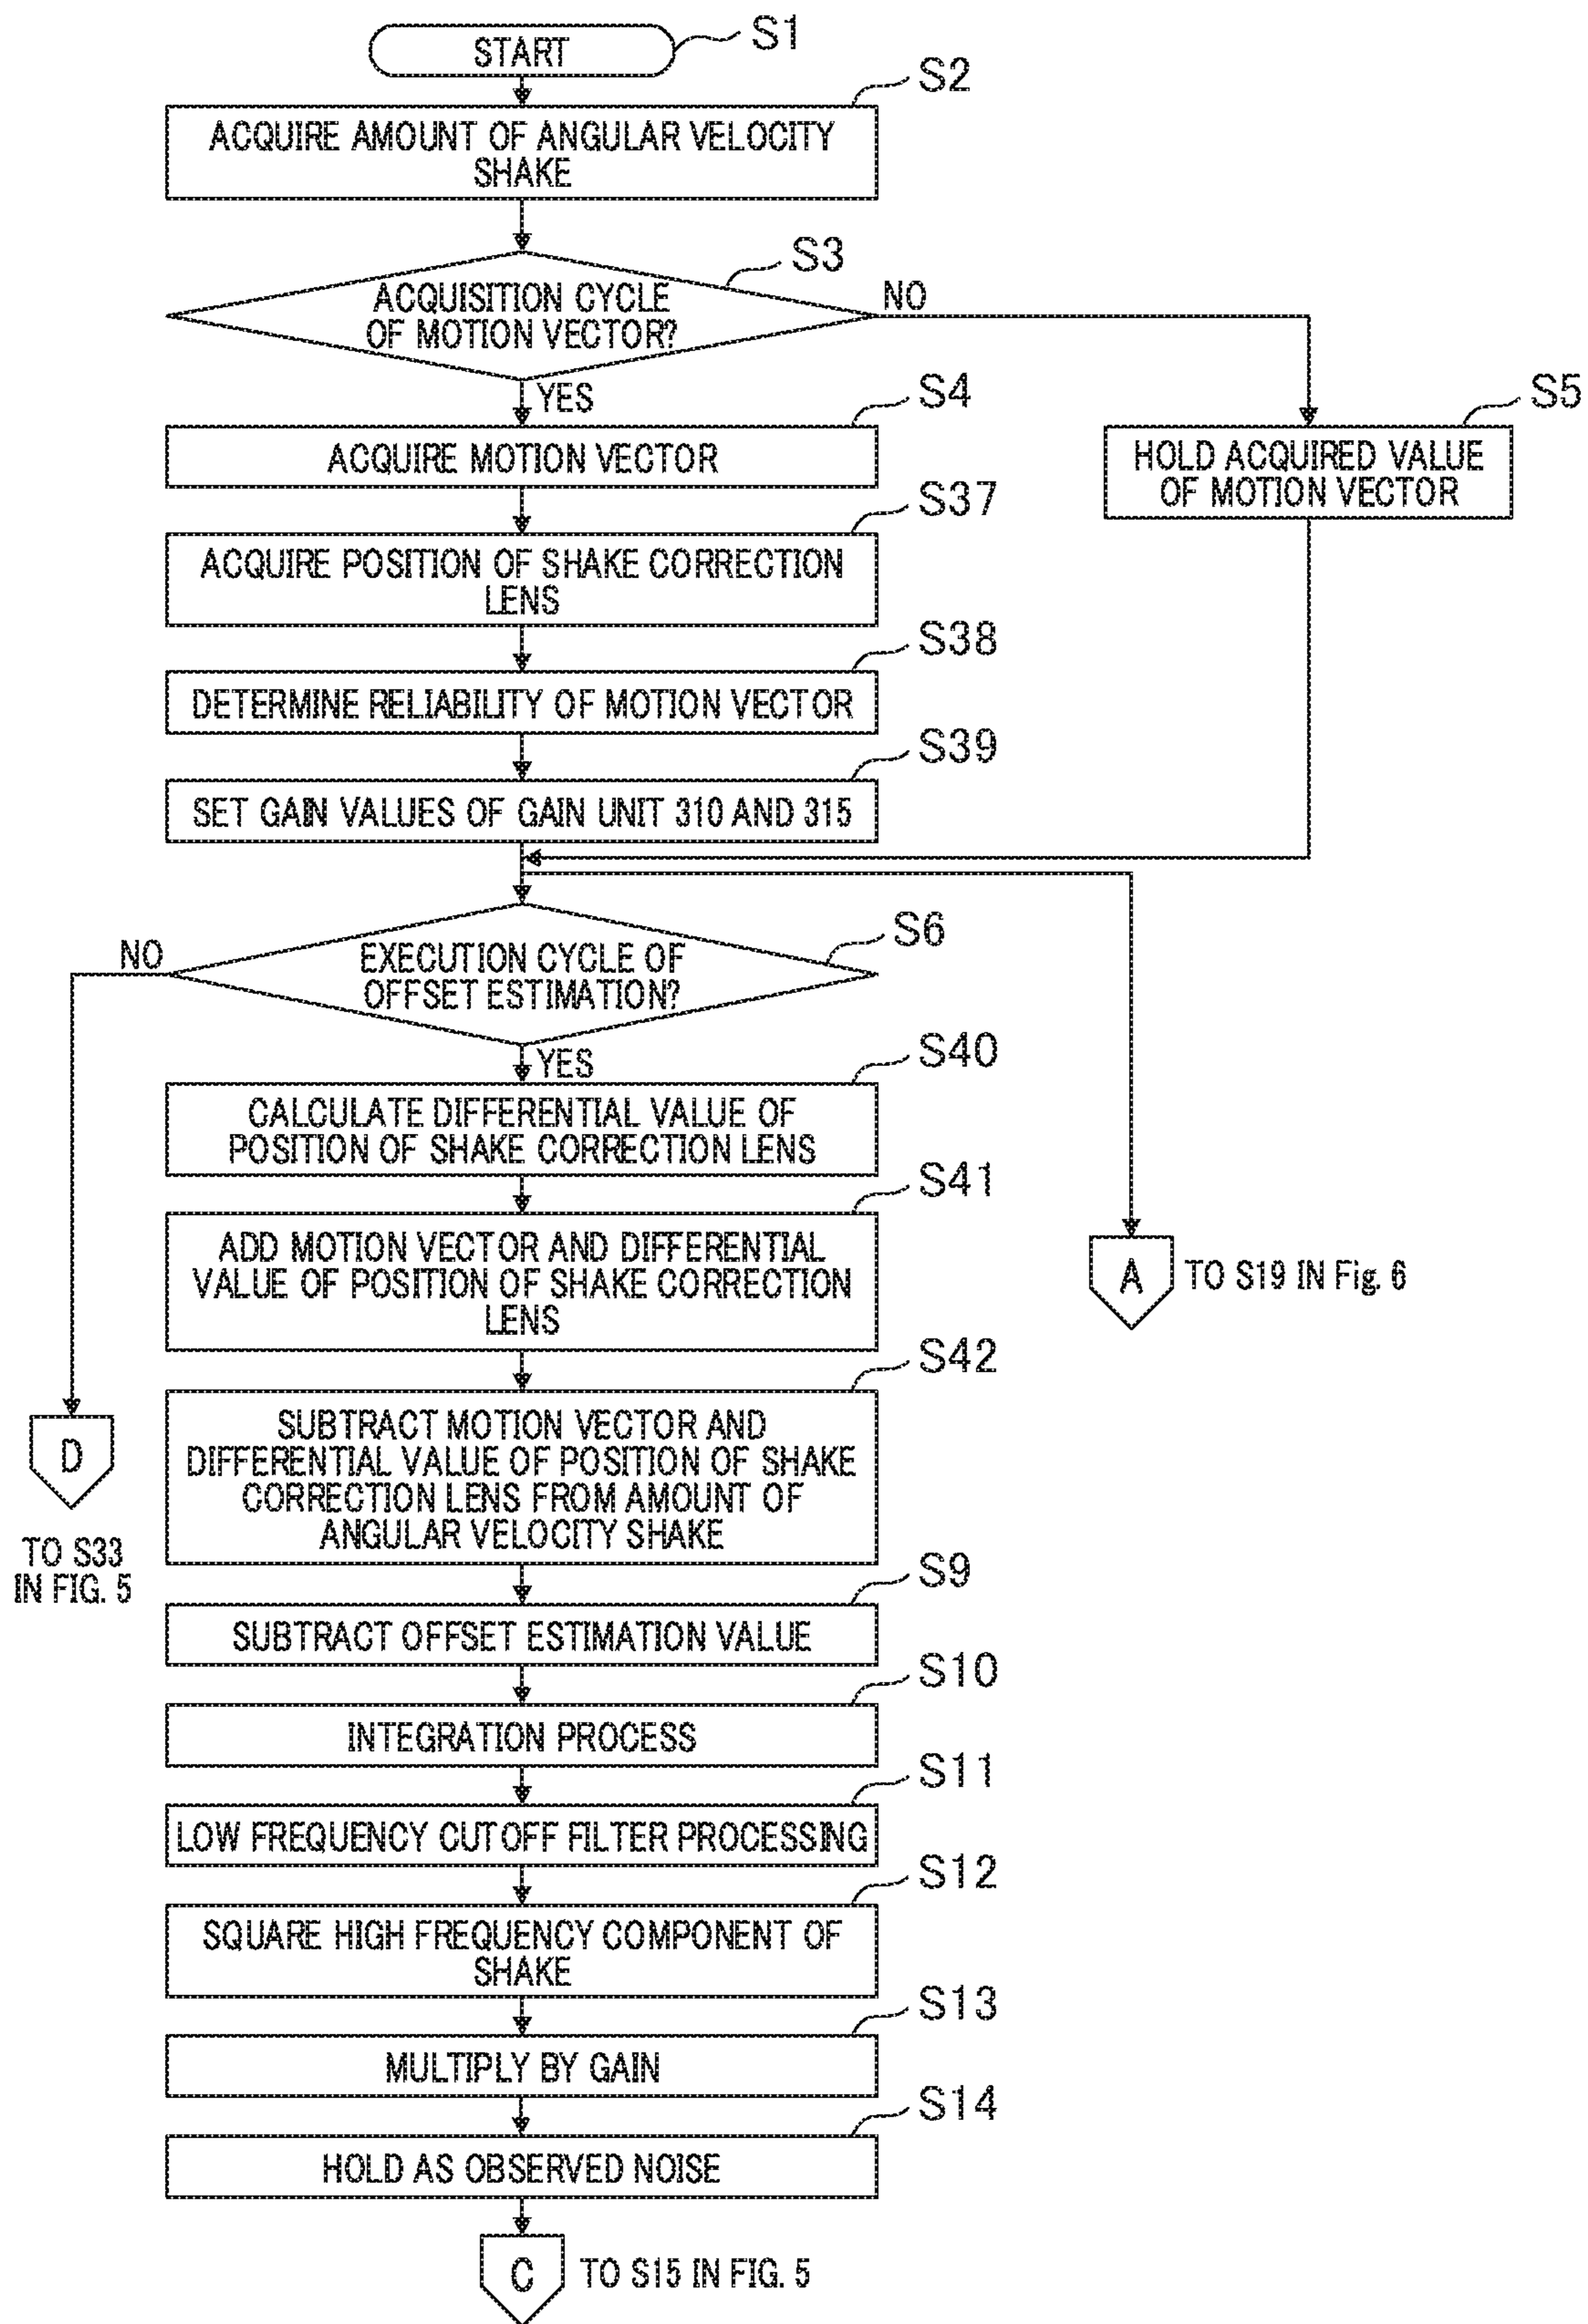 START
S1
S2
ACQUIRE AMOUNT OF ANGULAR VELOCITY
SHAKE
S3
ACQUISITION CYCLE
OF MOTION VECTOR?
NO
YES
S4
ACQUIRE MOTION VECTOR
S5
HOLD ACQUIRED VALUE
OF MOTION VECTOR
S37
ACQUIRE POSITION OF SHAKE CORRECTION
LENS
S38
DETERMINE RELIABILITY OF MOTION VECTOR
S39
SET GAIN VALUES OF GAIN UNIT 310 AND 315
S6
EXECUTION CYCLE OF
OFFSET ESTIMATION?
NO
YES
S40
CALCULATE DIFFERENTIAL VALUE OF
POSITION OF SHAKE CORRECTION LENS
S41
ADD MOTION VECTOR AND DIFFERENTIAL
VALUE OF POSITION OF SHAKE CORRECTION
LENS
A
TO S19 IN Fig. 6
S42
SUBTRACT MOTION VECTOR AND
DIFFERENTIAL VALUE OF POSITION OF SHAKE
CORRECTION LENS FROM AMOUNT OF
ANGULAR VELOCITY SHAKE
D
TO S33
IN FIG. 5
S9
SUBTRACT OFFSET ESTIMATION VALUE
S10
INTEGRATION PROCESS
S11
LOW FREQUENCY CUTOFF FILTER PROCESSING
S12
SQUARE HIGH FREQUENCY COMPONENT OF
SHAKE
S13
MULTIPLY BY GAIN
S14
HOLD AS OBSERVED NOISE
C
TO S15 IN FIG. 5